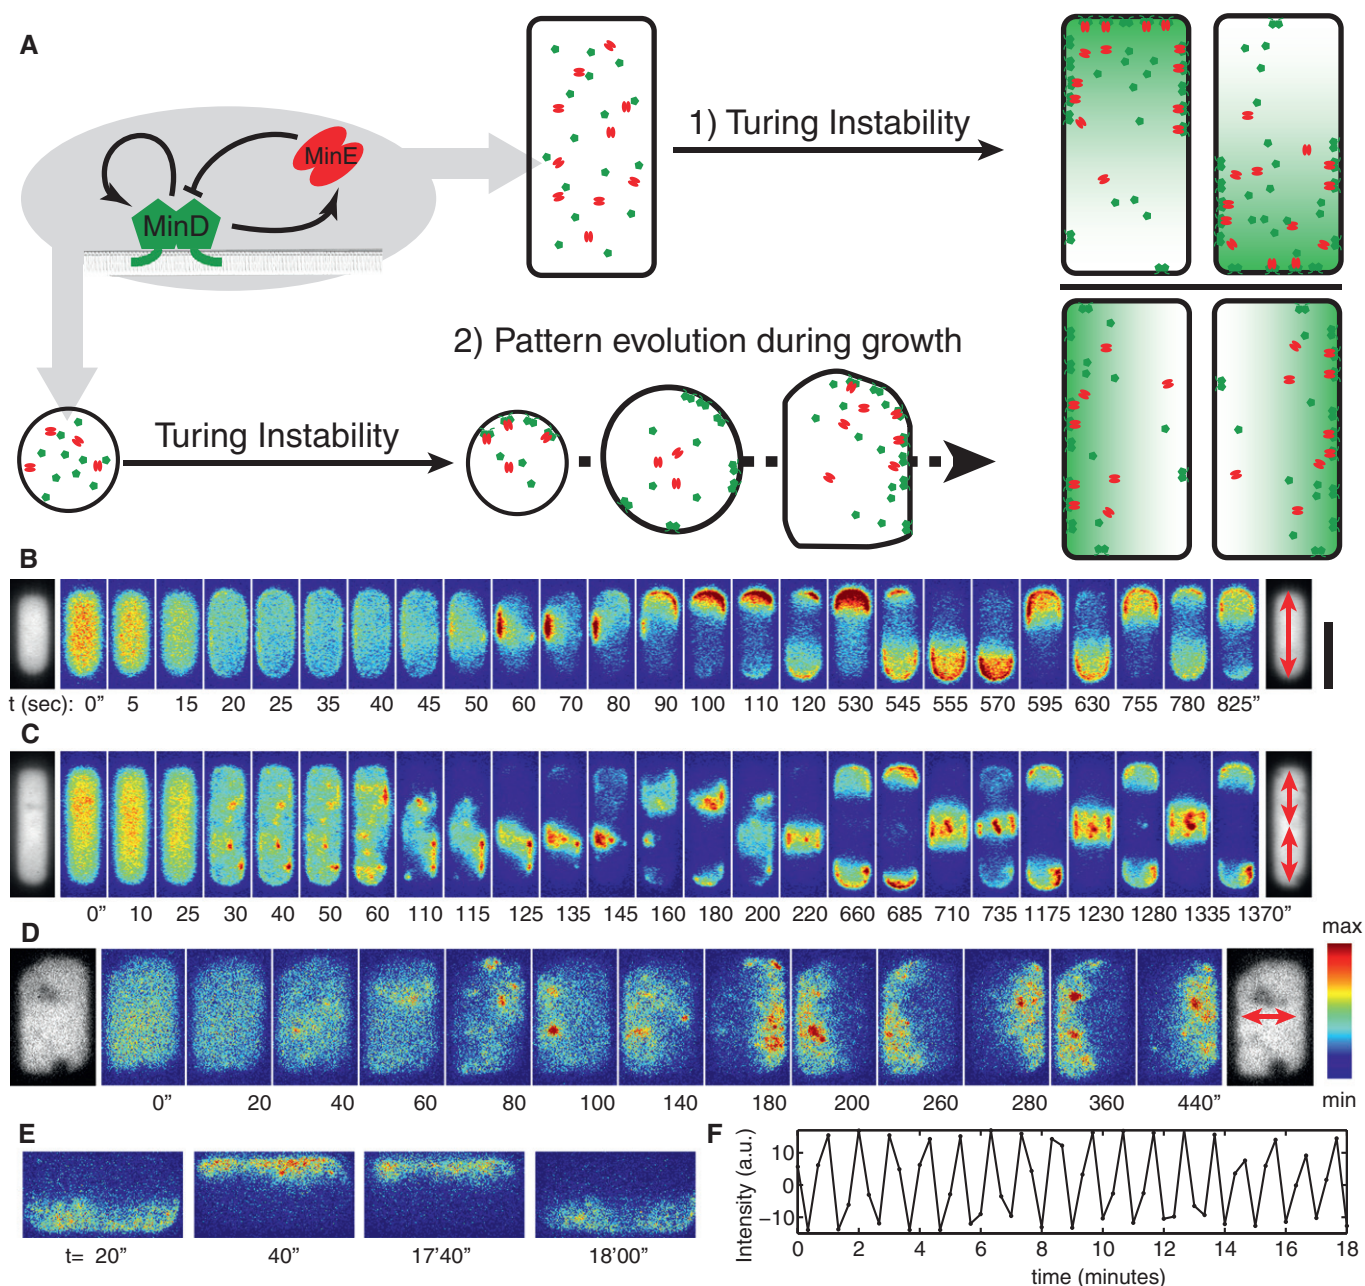 A
MinE
MinD
1) Turing Instability
2) Pattern evolution during growth
Turing Instability
B
t (sec): 0" 5 15 20 25 35 40 45 50 60 70 80 90 100 110 120 530 545 555 570 595 630 755 780 825"
C
0" 10 25 30 40 50 60 110 115 125 135 145 160 180 200 220 660 685 710 735 1175 1230 1280 1335 1370"
D
max
min
0" 20 40 60 80 100 140 180 200 260 280 360 440"
E
t= 20" 40" 17'40" 18'00"
F
Intensity (a.u.)
10
0
−10
0 2 4 6 8 10 12 14 16 18
time (minutes)